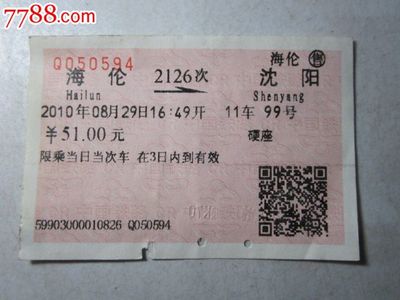 7788.com
Q050594
海伦 售
海伦 2126次 沈阳
Hailun Shenyang
2010年08月29日16:49开 11车 99号
￥51.00元 硬座
限乘当日当次车 在3日内到有效
59903000010826 Q050594